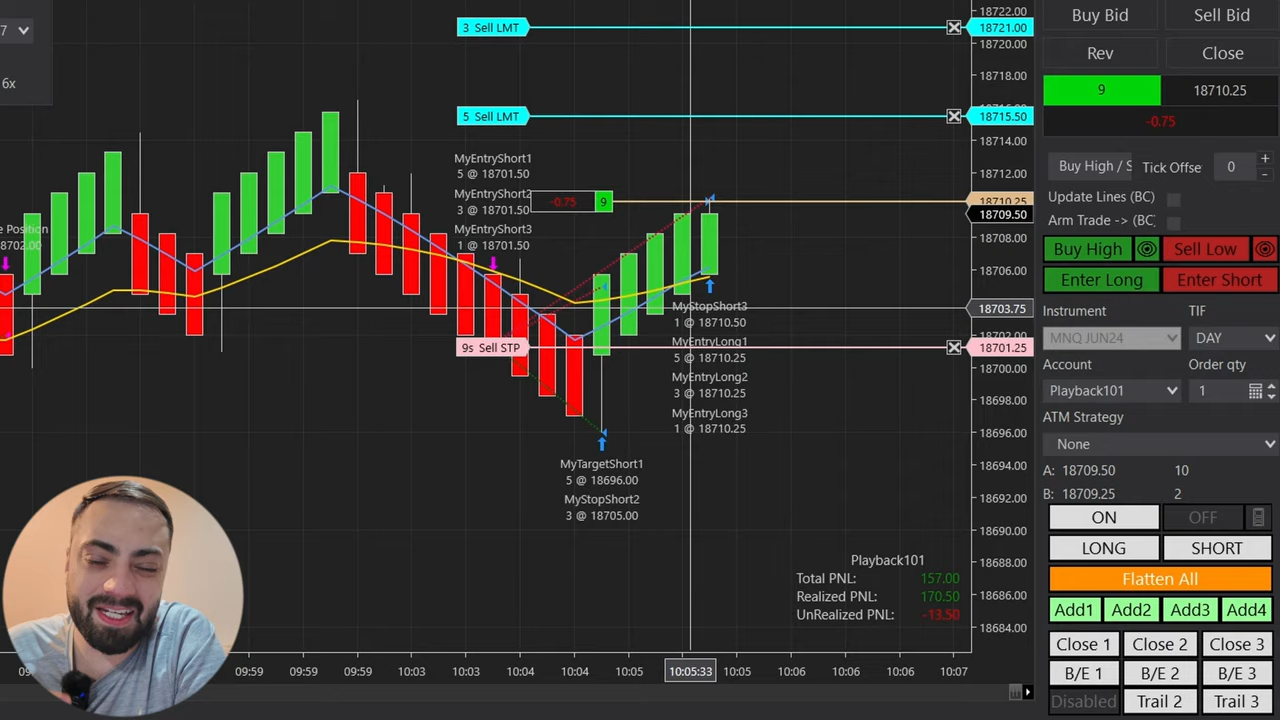 7
6x
3 Sell LMT
5 Sell LMT
MyEntryShort1
5 @ 18701.50
MyEntryShort2
3 @ 18701.50
MyEntryShort3
1 @ 18701.50
-0.75 9
e Position
8702.00
9s Sell STP
MyStopShort3
1 @ 18710.50
MyEntryLong1
5 @ 18710.25
MyEntryLong2
3 @ 18710.25
MyEntryLong3
1 @ 18710.25
MyTargetShort1
5 @ 18696.00
MyStopShort2
3 @ 18705.00
Playback101
Total PNL: 157.00
Realized PNL: 170.50
UnRealized PNL: -13.50
09:59 09:59 09:59 10:03 10:04 10:04 10:05 10:05:33 10:05 10:06 10:06 10:07
18722.00
18721.00
18720.00
18718.00
18715.50
18714.00
18712.00
18710.25
18709.50
18708.00
18706.00
18703.75
18702.00
18701.25
18700.00
18698.00
18696.00
18694.00
18692.00
18690.00
18688.00
18686.00
18684.00
Buy Bid Sell Bid
Rev Close
9 18710.25
-0.75
Buy High / S Tick Offse 0
Update Lines (BC)
Arm Trade -> (BC
Buy High Sell Low
Enter Long Enter Short
Instrument TIF
MNQ JUN24 DAY
Account Order qty
Playback101 1
ATM Strategy
None
A: 18709.50 10
B: 18709.25 2
ON OFF
LONG SHORT
Flatten All
Add1 Add2 Add3 Add4
Close 1 Close 2 Close 3
B/E 1 B/E 2 B/E 3
Disabled Trail 2 Trail 3